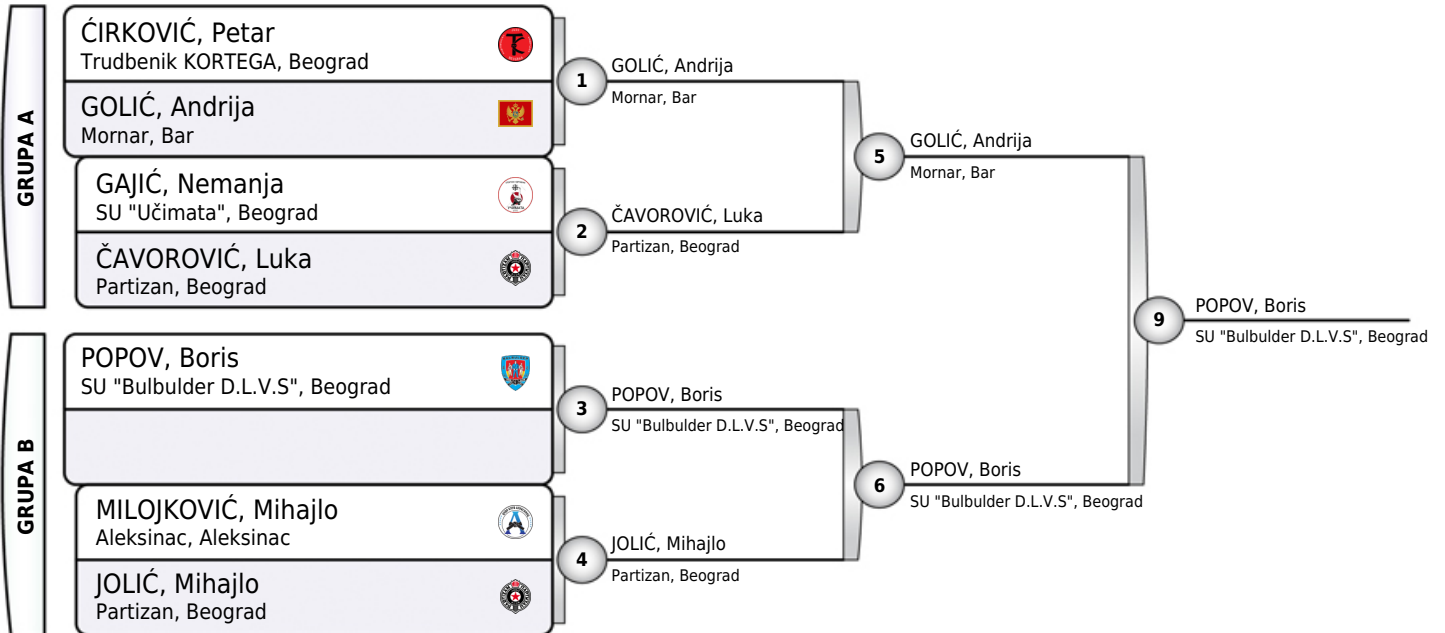 GRUPA A
ĆIRKOVIĆ, Petar
Trudbenik KORTEGA, Beograd
GOLIĆ, Andrija
Mornar, Bar
GAJIĆ, Nemanja
SU "Učimata", Beograd
ČAVOROVIĆ, Luka
Partizan, Beograd
1
GOLIĆ, Andrija
Mornar, Bar
2
ČAVOROVIĆ, Luka
Partizan, Beograd
5
GOLIĆ, Andrija
Mornar, Bar
GRUPA B
POPOV, Boris
SU "Bulbulder D.L.V.S", Beograd
MILOJKOVIĆ, Mihajlo
Aleksinac, Aleksinac
JOLIĆ, Mihajlo
Partizan, Beograd
3
POPOV, Boris
SU "Bulbulder D.L.V.S", Beograd
4
JOLIĆ, Mihajlo
Partizan, Beograd
6
POPOV, Boris
SU "Bulbulder D.L.V.S", Beograd
9
POPOV, Boris
SU "Bulbulder D.L.V.S", Beograd